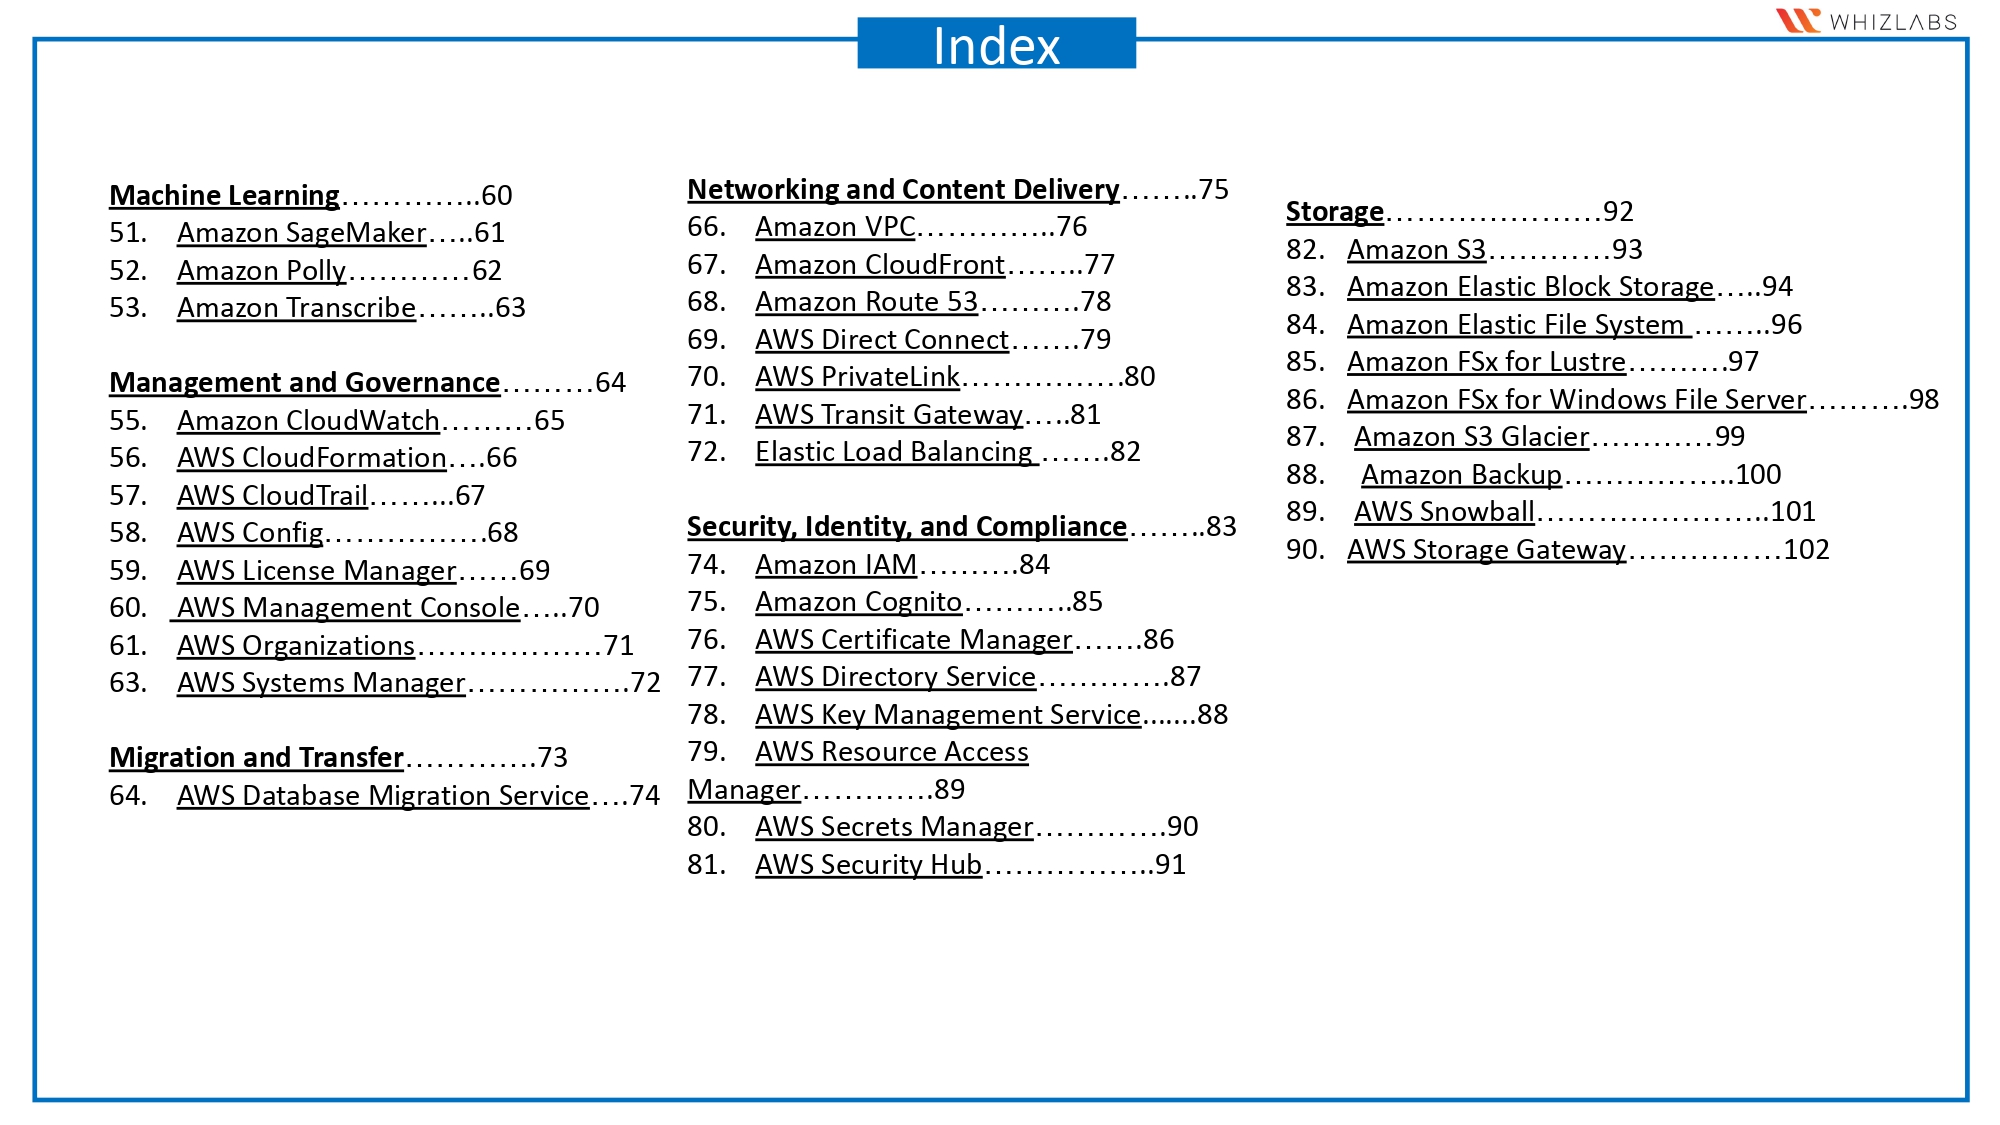 Index
WHIZLABS
Machine Learning…………..60
51. Amazon SageMaker…..61
52. Amazon Polly…………62
53. Amazon Transcribe……..63
Management and Governance………64
55. Amazon CloudWatch………65
56. AWS CloudFormation….66
57. AWS CloudTrail……...67
58. AWS Config…………….68
59. AWS License Manager……69
60. AWS Management Console…..70
61. AWS Organizations………………71
63. AWS Systems Manager…………….72
Migration and Transfer………….73
64. AWS Database Migration Service….74
Networking and Content Delivery……..75
66. Amazon VPC…………..76
67. Amazon CloudFront……..77
68. Amazon Route 53……….78
69. AWS Direct Connect…….79
70. AWS PrivateLink…………….80
71. AWS Transit Gateway…..81
72. Elastic Load Balancing …….82
Security, Identity, and Compliance……..83
74. Amazon IAM……….84
75. Amazon Cognito………..85
76. AWS Certificate Manager…….86
77. AWS Directory Service………….87
78. AWS Key Management Service…....88
79. AWS Resource Access
Manager………….89
80. AWS Secrets Manager………….90
81. AWS Security Hub……………..91
Storage…………………92
82. Amazon S3…………93
83. Amazon Elastic Block Storage…..94
84. Amazon Elastic File System ……..96
85. Amazon FSx for Lustre……….97
86. Amazon FSx for Windows File Server……….98
87. Amazon S3 Glacier…………99
88. Amazon Backup……………..100
89. AWS Snowball…………………..101
90. AWS Storage Gateway……………102